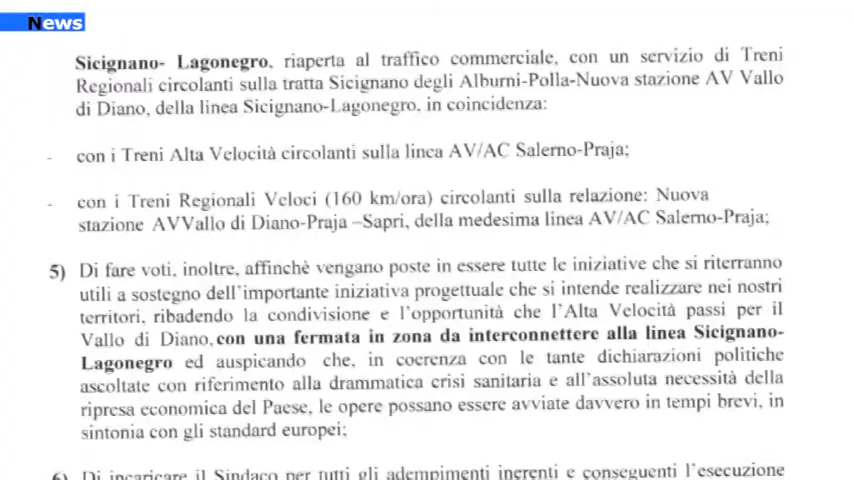 News
Sicignano- Lagonegro, riaperta al traffico commerciale, con un servizio di Treni
Regionali circolanti sulla tratta Sicignano degli Alburni-Polla-Nuova stazione AV Vallo
di Diano, della linea Sicignano-Lagonegro, in coincidenza:
- con i Treni Alta Velocità circolanti sulla linea AV/AC Salerno-Praja;
- con i Treni Regionali Veloci (160 km/ora) circolanti sulla relazione: Nuova
stazione AVVallo di Diano-Praja –Sapri, della medesima linea AV/AC Salerno-Praja;
5) Di fare voti, inoltre, affinchè vengano poste in essere tutte le iniziative che si riterranno
utili a sostegno dell'importante iniziativa progettuale che si intende realizzare nei nostri
territori, ribadendo la condivisione e l'opportunità che l'Alta Velocità passi per il
Vallo di Diano, con una fermata in zona da interconnettere alla linea Sicignano-
Lagonegro ed auspicando che, in coerenza con le tante dichiarazioni politiche
ascoltate con riferimento alla drammatica crisi sanitaria e all'assoluta necessità della
ripresa economica del Paese, le opere possano essere avviate davvero in tempi brevi, in
sintonia con gli standard europei;
6) Di incaricare il Sindaco per tutti gli adempimenti inerenti e conseguenti l'esecuzione